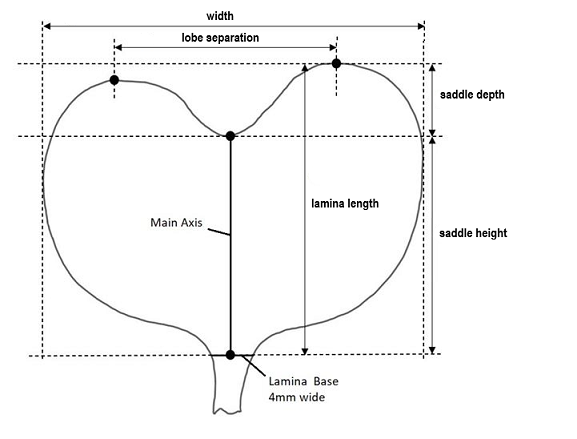 width
lobe separation
saddle depth
lamina length
Main Axis
saddle height
Lamina Base
4mm wide